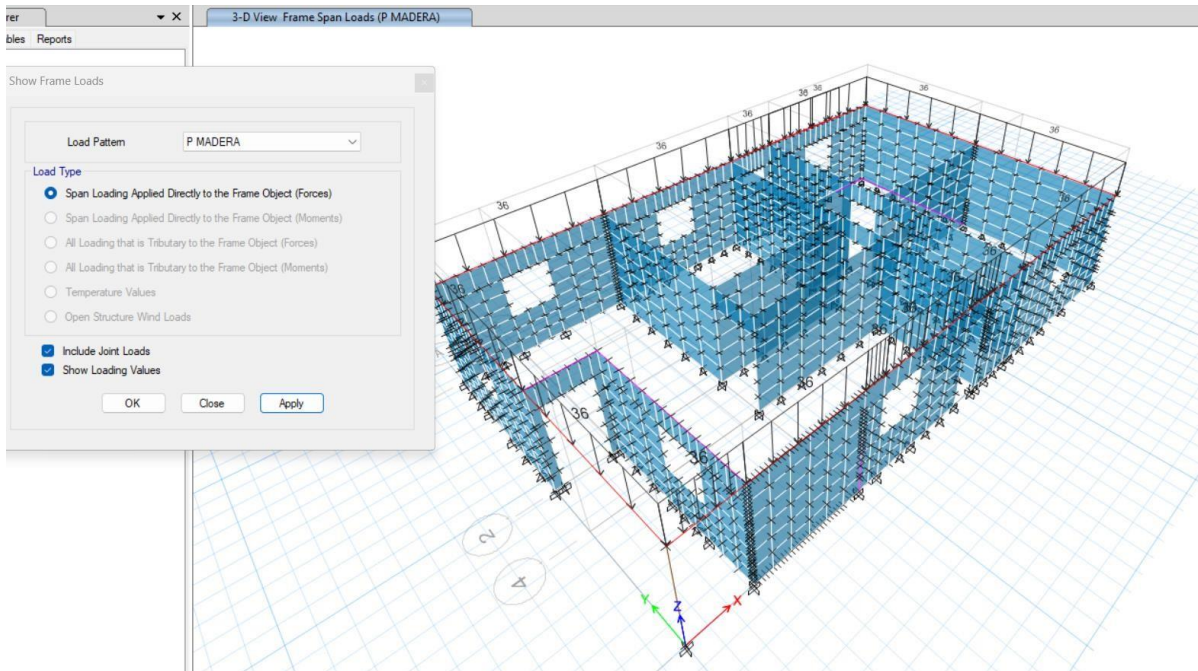 rer
3-D View Frame Span Loads (P MADERA)
bles Reports
Show Frame Loads
Load Pattern P MADERA
Load Type
Span Loading Applied Directly to the Frame Object (Forces)
Span Loading Applied Directly to the Frame Object (Moments)
All Loading that is Tributary to the Frame Object (Forces)
All Loading that is Tributary to the Frame Object (Moments)
Temperature Values
Open Structure Wind Loads
Include Joint Loads
Show Loading Values
OK Close Apply
36
36 36
36
36
36
36
36
36
36
36
36
36
36
36
2
4
Y Z X